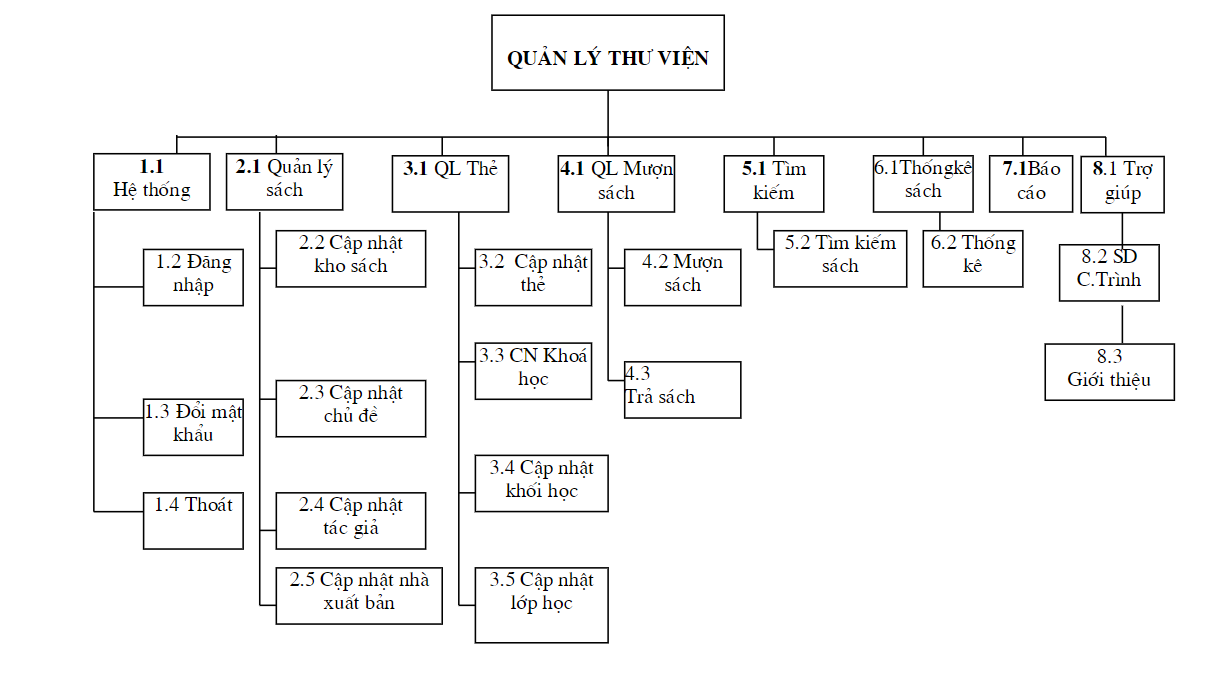 QUẢN LÝ THƯ VIỆN
1.1
Hệ thống
2.1 Quản lý
sách
3.1 QL Thẻ
4.1 QL Mượn
sách
5.1 Tìm
kiếm
6.1Thốngkê
sách
7.1Báo
cáo
8.1 Trợ
giúp
1.2 Đăng
nhập
1.3 Đổi mật
khẩu
1.4 Thoát
2.2 Cập nhật
kho sách
2.3 Cập nhật
chủ đề
2.4 Cập nhật
tác giả
2.5 Cập nhật nhà
xuất bản
3.2 Cập nhật
thẻ
3.3 CN Khoá
học
3.4 Cập nhật
khối học
3.5 Cập nhật
lớp học
4.2 Mượn
sách
4.3
Trả sách
5.2 Tìm kiếm
sách
6.2 Thống
kê
8.2 SD
C.Trình
8.3
Giới thiệu